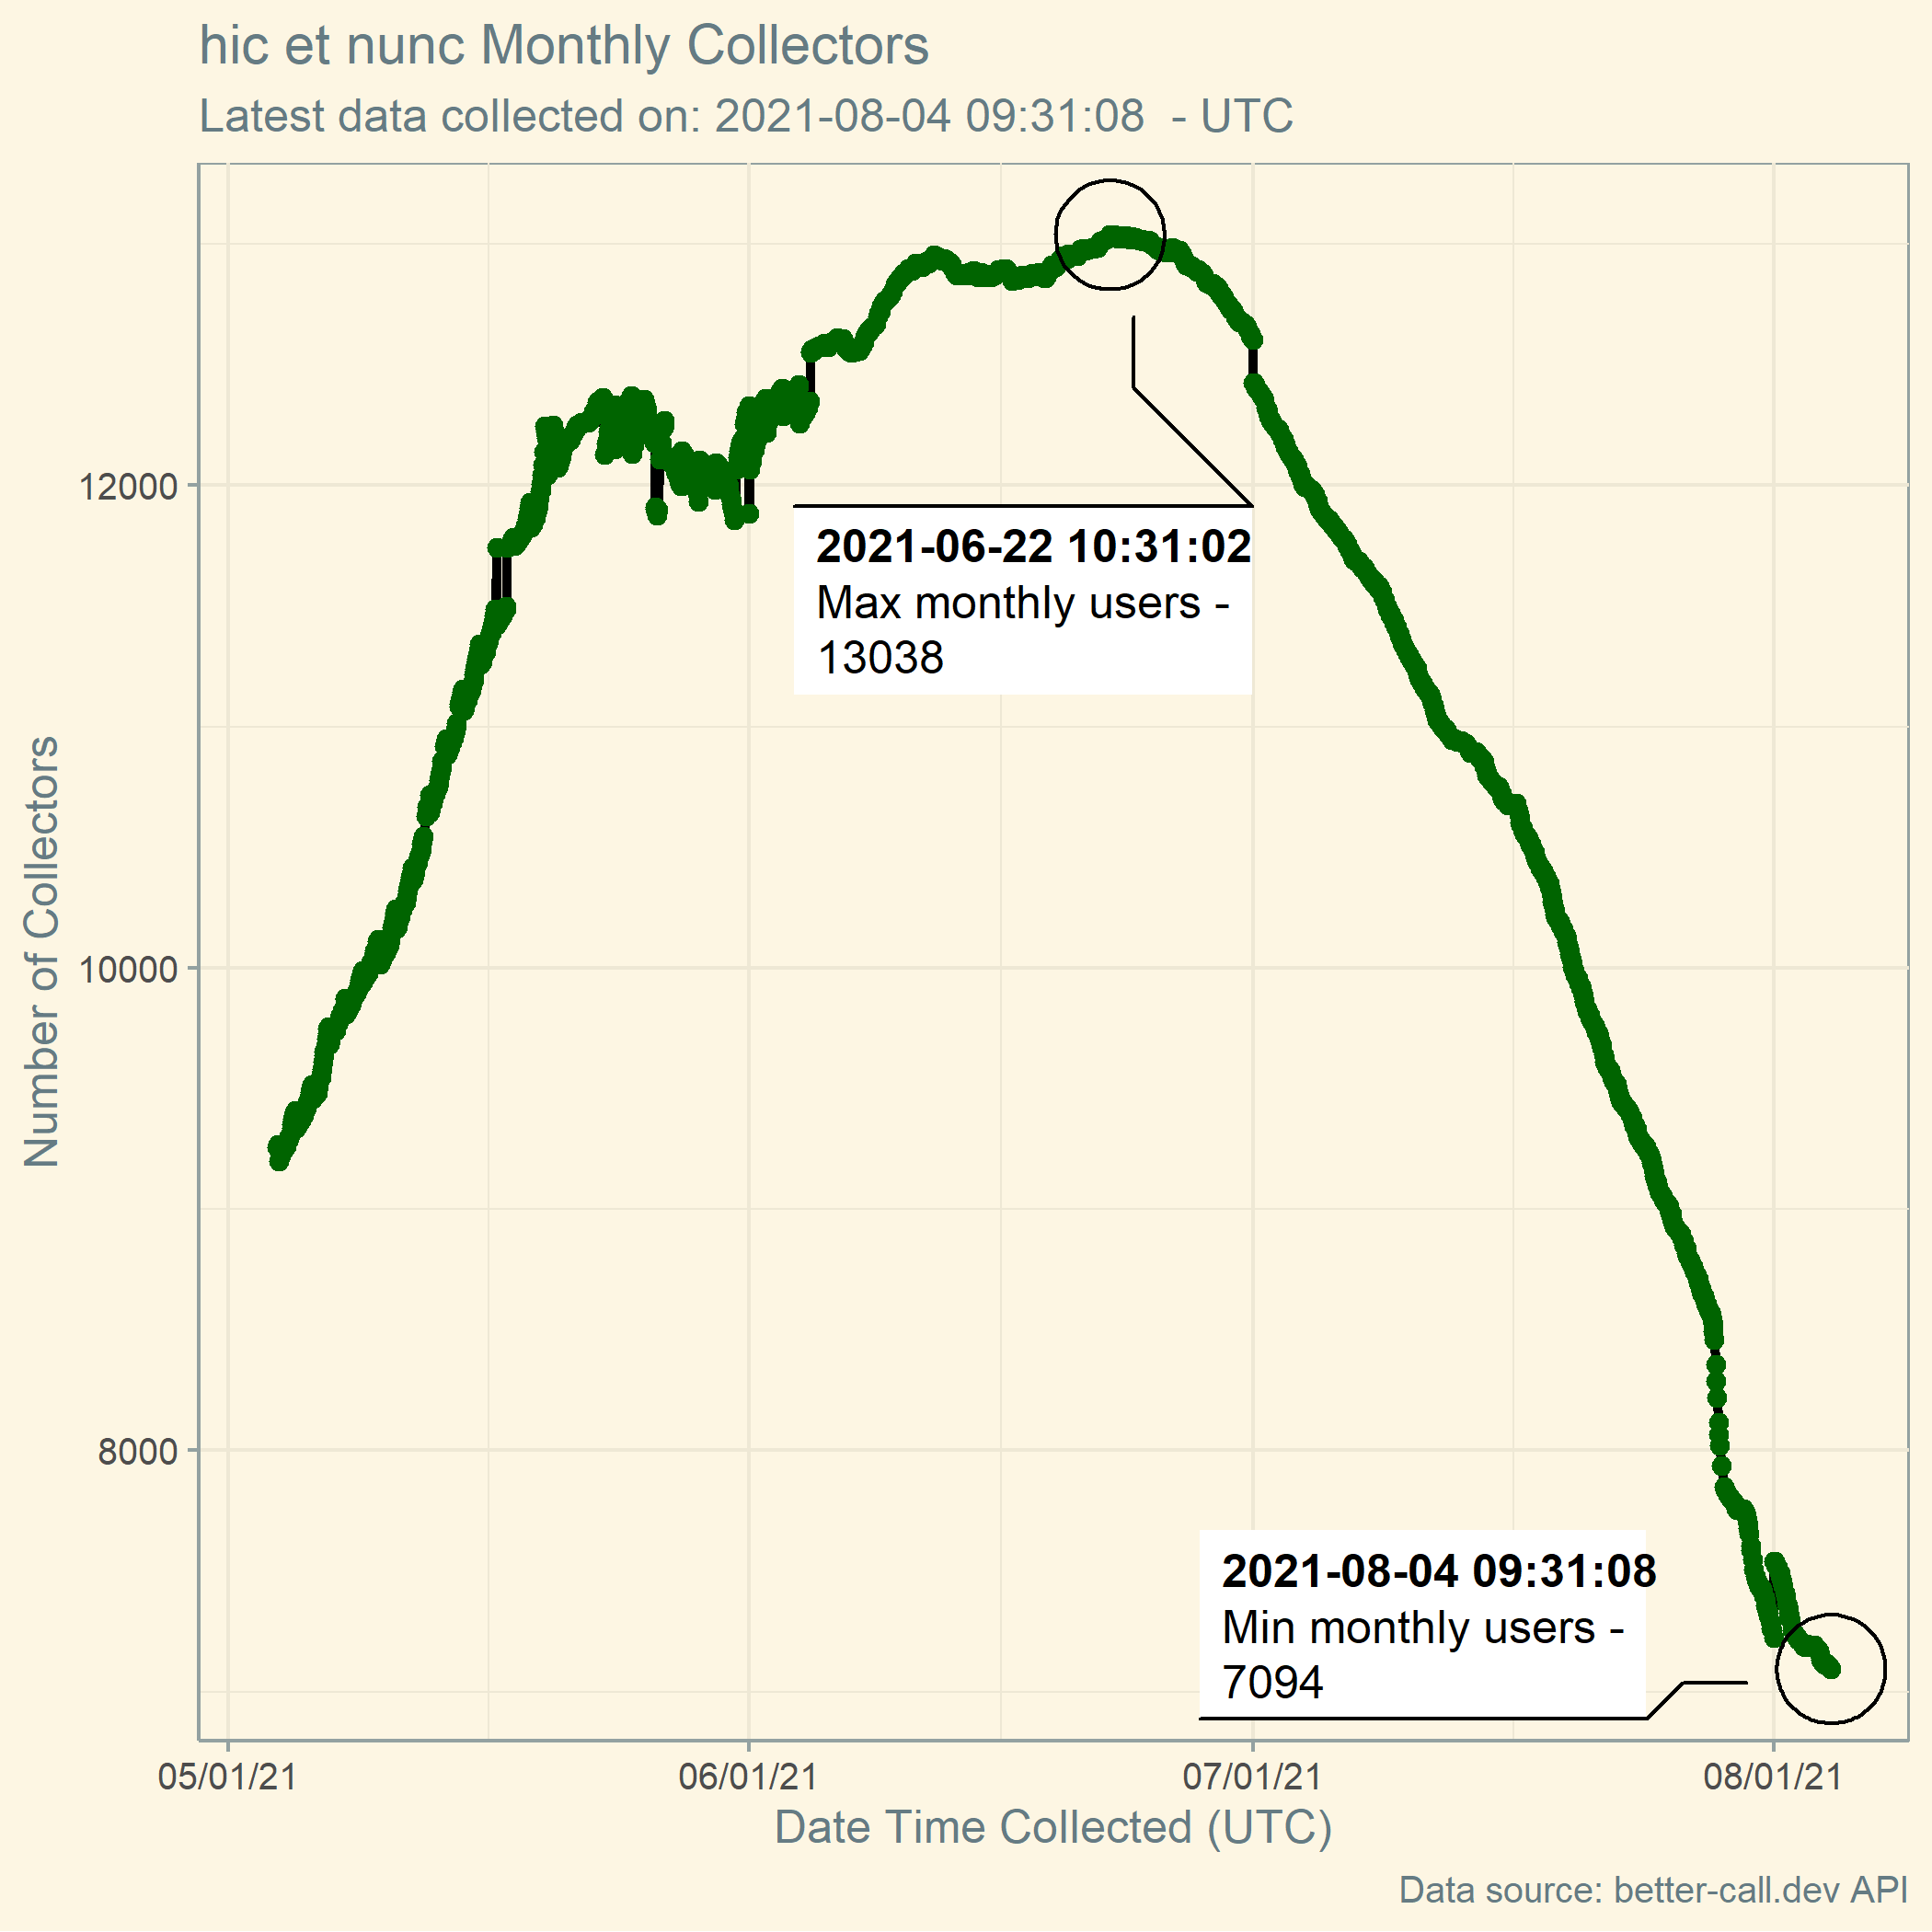 hic et nunc Monthly Collectors
Latest data collected on: 2021-08-04 09:31:08  - UTC
Number of Collectors
12000
10000
8000
2021-06-22 10:31:02
Max monthly users -
13038
2021-08-04 09:31:08
Min monthly users -
7094
05/01/21
06/01/21
07/01/21
08/01/21
Date Time Collected (UTC)
Data source: better-call.dev API